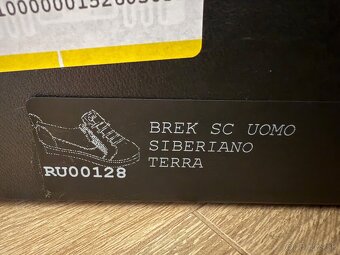 BREK SC UOMO
SIBERIANO
TERRA
RU00128